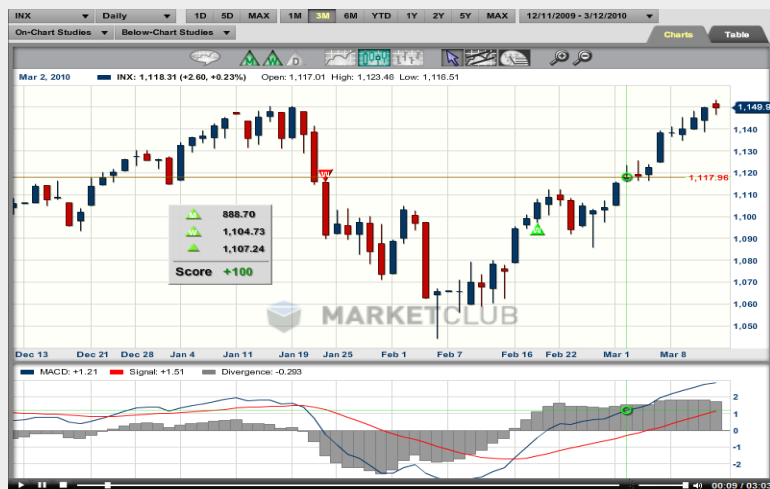 INX Daily 1D 5D MAX 1M 3M 6M YTD 1Y 2Y 5Y MAX 12/11/2009 - 3/12/2010
On-Chart Studies Below-Chart Studies Charts Table
M W D
Mar 2, 2010 INX: 1,118.31 (+2.60, +0.23%) Open: 1,117.01 High: 1,123.46 Low: 1,116.51
1,149.9
1,140
1,130
1,120
W 1,117.96
1,110
M 888.70
1,100
W 1,104.73
W
1,090
1,107.24
1,080
Score +100
1,070
1,060
MARKETCLUB
1,050
Dec 13 Dec 21 Dec 28 Jan 4 Jan 11 Jan 19 Jan 25 Feb 1 Feb 7 Feb 16 Feb 22 Mar 1 Mar 8
MACD: +1.21 Signal: +1.51 Divergence: -0.293
2
1
0
-1
-2
00:09 / 03:03